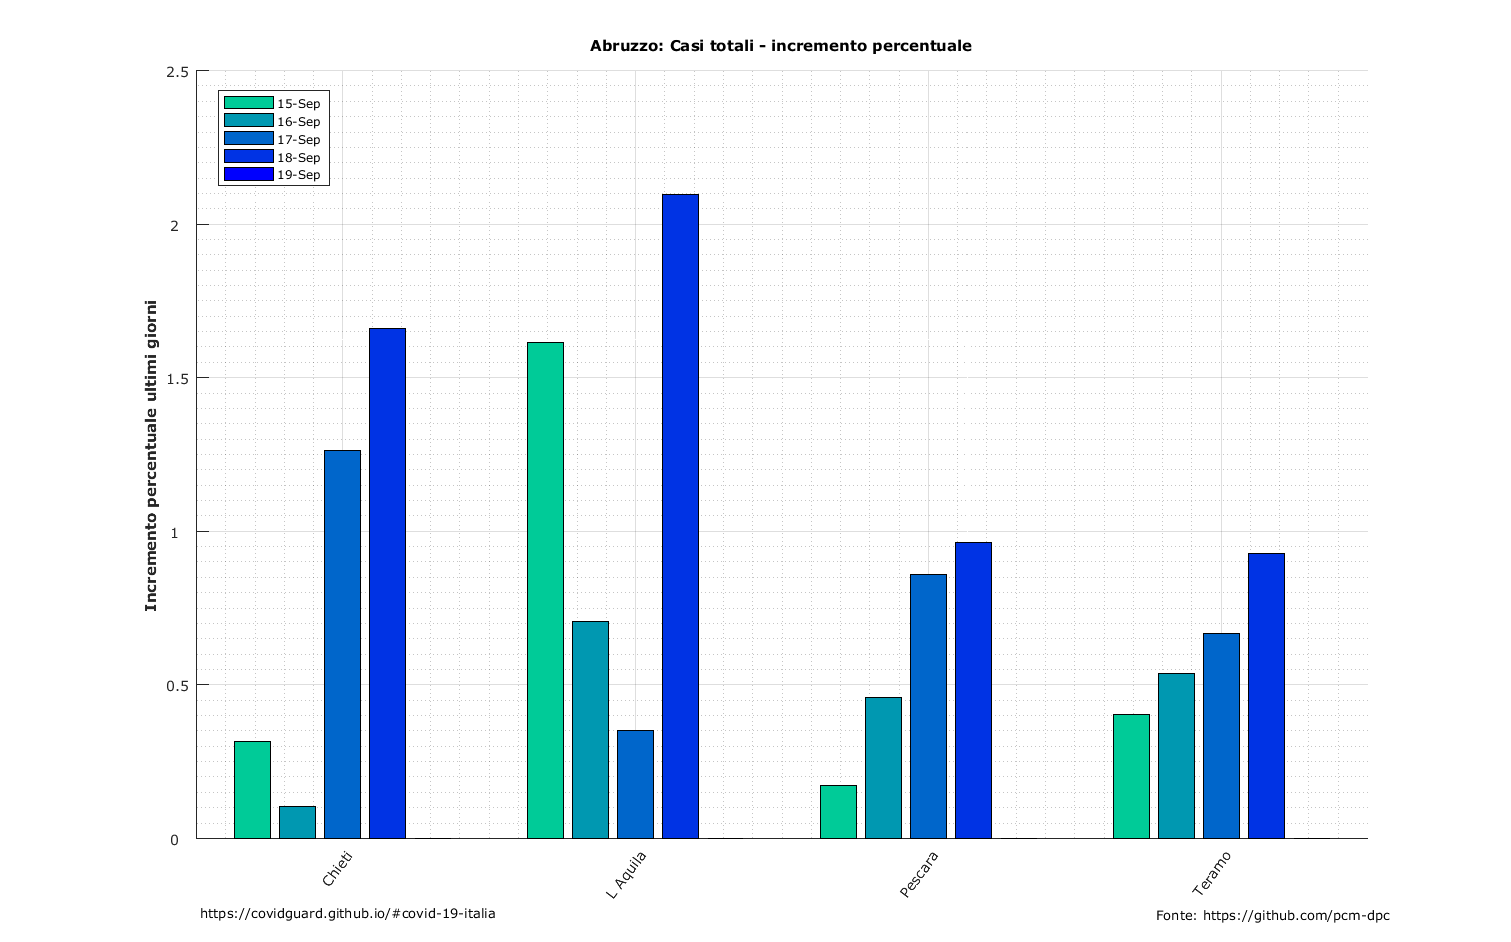 Abruzzo: Casi totali - incremento percentuale
2.5
2
1.5
1
0.5
0
Incremento percentuale ultimi giorni
15-Sep
16-Sep
17-Sep
18-Sep
19-Sep
Chieti
L Aquila
Pescara
Teramo
https://covidguard.github.io/#covid-19-italia
Fonte: https://github.com/pcm-dpc